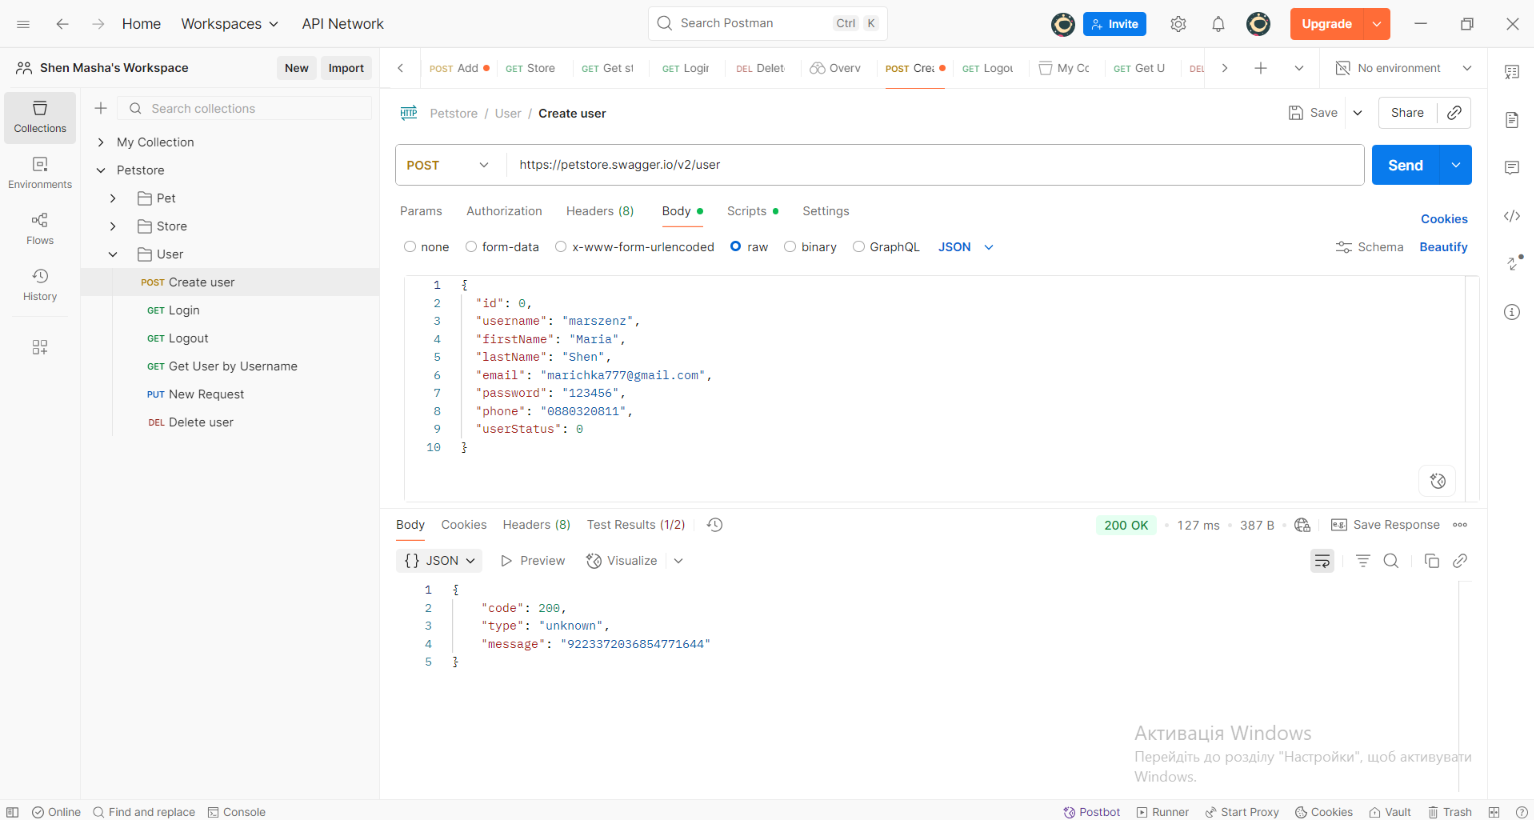 Home Workspaces API Network Search Postman Ctrl K Invite Upgrade
Shen Masha's Workspace New Import POST Add GET Store GET Get st GET Login DEL Delet Overv POST Crea GET Logou My Co GET Get U DEL No environment
Collections
Environments
Flows
History
Search collections
My Collection
Petstore
Pet
Store
User
POST Create user
GET Login
GET Logout
GET Get User by Username
PUT New Request
DEL Delete user
HTTP Petstore / User / Create user Save Share
POST https://petstore.swagger.io/v2/user Send
Params Authorization Headers (8) Body Scripts Settings Cookies
none form-data x-www-form-urlencoded raw binary GraphQL JSON Schema Beautify
1 {
2 "id": 0,
3 "username": "marszenz",
4 "firstName": "Maria",
5 "lastName": "Shen",
6 "email": "marichka777@gmail.com",
7 "password": "123456",
8 "phone": "0880320811",
9 "userStatus": 0
10 }
Body Cookies Headers (8) Test Results (1/2) 200 OK 127 ms 387 B e.g. Save Response
{} JSON Preview Visualize
1 {
2 "code": 200,
3 "type": "unknown",
4 "message": "9223372036854771644"
5 }
Активація Windows
Перейдіть до розділу "Настройки", щоб активувати
Windows.
Online Find and replace Console Postbot Runner Start Proxy Cookies Vault Trash